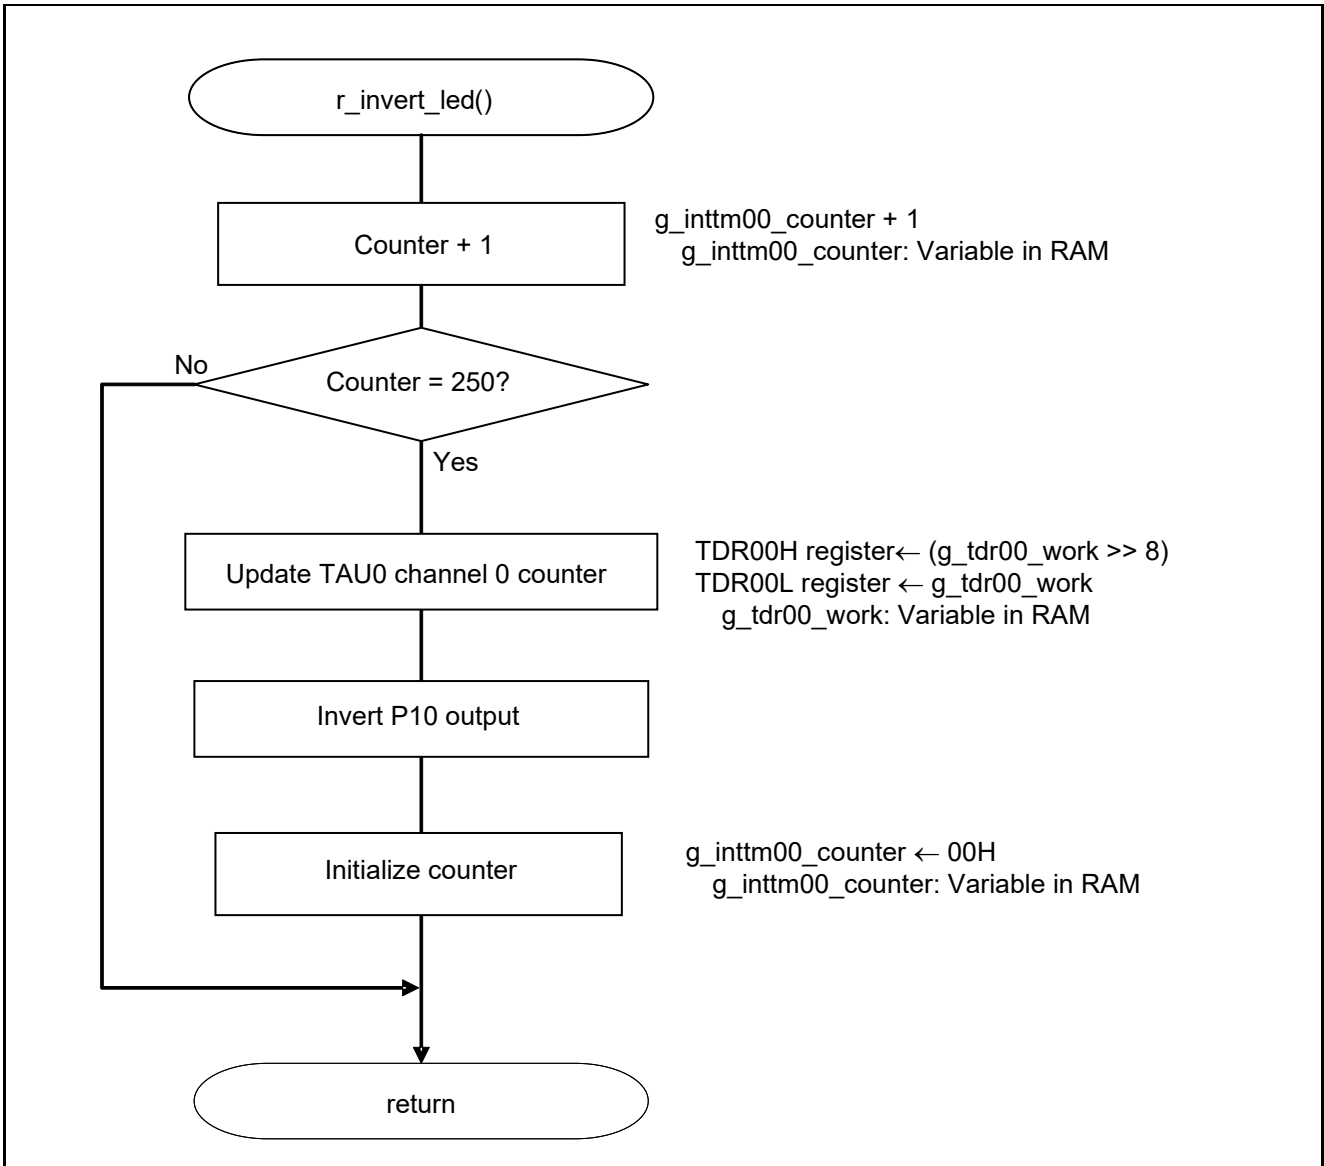 r_invert_led()
Counter + 1
g_inttm00_counter + 1
g_inttm00_counter: Variable in RAM
No
Counter = 250?
Yes
Update TAU0 channel 0 counter
TDR00H register← (g_tdr00_work >> 8)
TDR00L register ← g_tdr00_work
g_tdr00_work: Variable in RAM
Invert P10 output
Initialize counter
g_inttm00_counter ← 00H
g_inttm00_counter: Variable in RAM
return